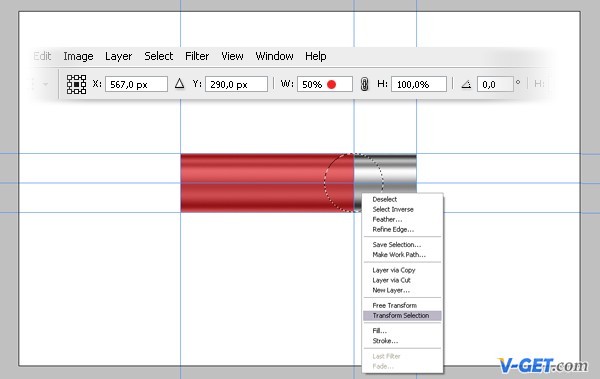 Edit Image Layer Select Filter View Window Help
X: 567,0 px Y: 290,0 px W: 50% H: 100,0% 0,0 ° H:
Deselect
Select Inverse
Feather...
Refine Edge...
Save Selection...
Make Work Path...
Layer via Copy
Layer via Cut
New Layer...
Free Transform
Transform Selection
Fill...
Stroke...
Last Filter
Fade...
V-GET.com